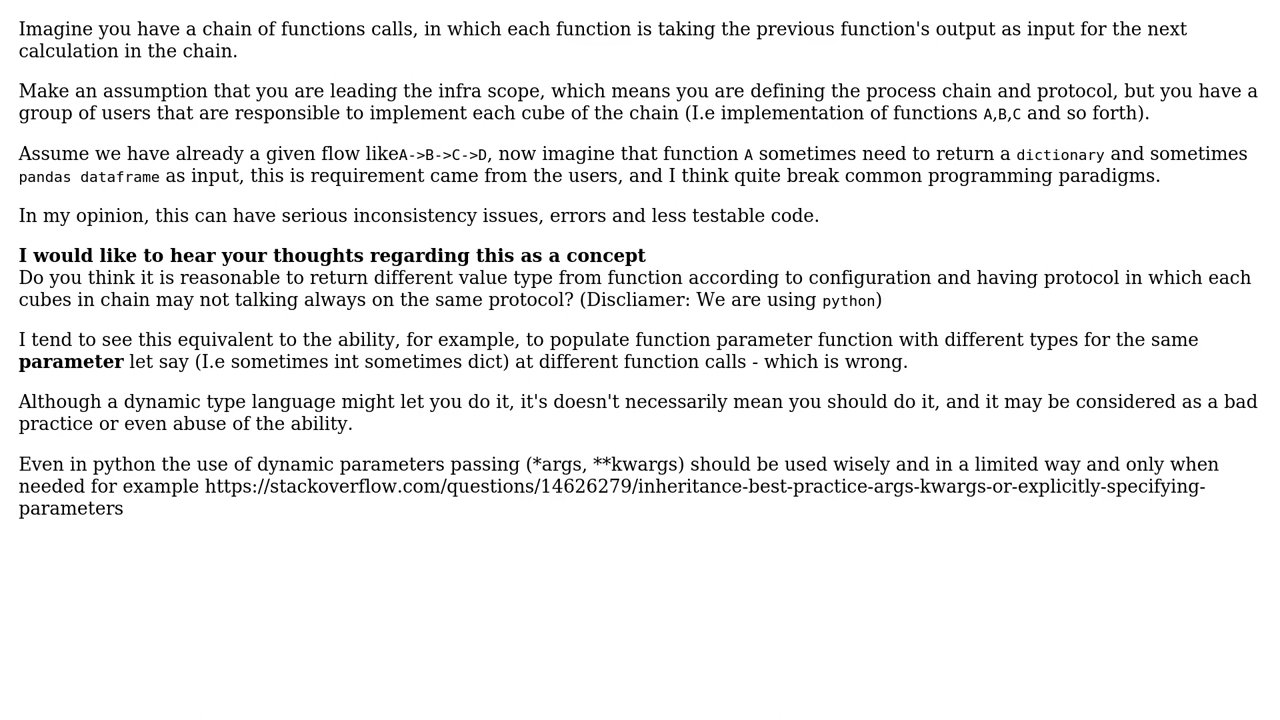 Imagine you have a chain of functions calls, in which each function is taking the previous function's output as input for the next
calculation in the chain.
Make an assumption that you are leading the infra scope, which means you are defining the process chain and protocol, but you have a
group of users that are responsible to implement each cube of the chain (I.e implementation of functions A,B,C and so forth).
Assume we have already a given flow likeA->B->C->D, now imagine that function A sometimes need to return a dictionary and sometimes
pandas dataframe as input, this is requirement came from the users, and I think quite break common programming paradigms.
In my opinion, this can have serious inconsistency issues, errors and less testable code.
I would like to hear your thoughts regarding this as a concept
Do you think it is reasonable to return different value type from function according to configuration and having protocol in which each
cubes in chain may not talking always on the same protocol? (Discliamer: We are using python)
I tend to see this equivalent to the ability, for example, to populate function parameter function with different types for the same
parameter let say (I.e sometimes int sometimes dict) at different function calls - which is wrong.
Although a dynamic type language might let you do it, it's doesn't necessarily mean you should do it, and it may be considered as a bad
practice or even abuse of the ability.
Even in python the use of dynamic parameters passing (*args, **kwargs) should be used wisely and in a limited way and only when
needed for example https://stackoverflow.com/questions/14626279/inheritance-best-practice-args-kwargs-or-explicitly-specifying-
parameters